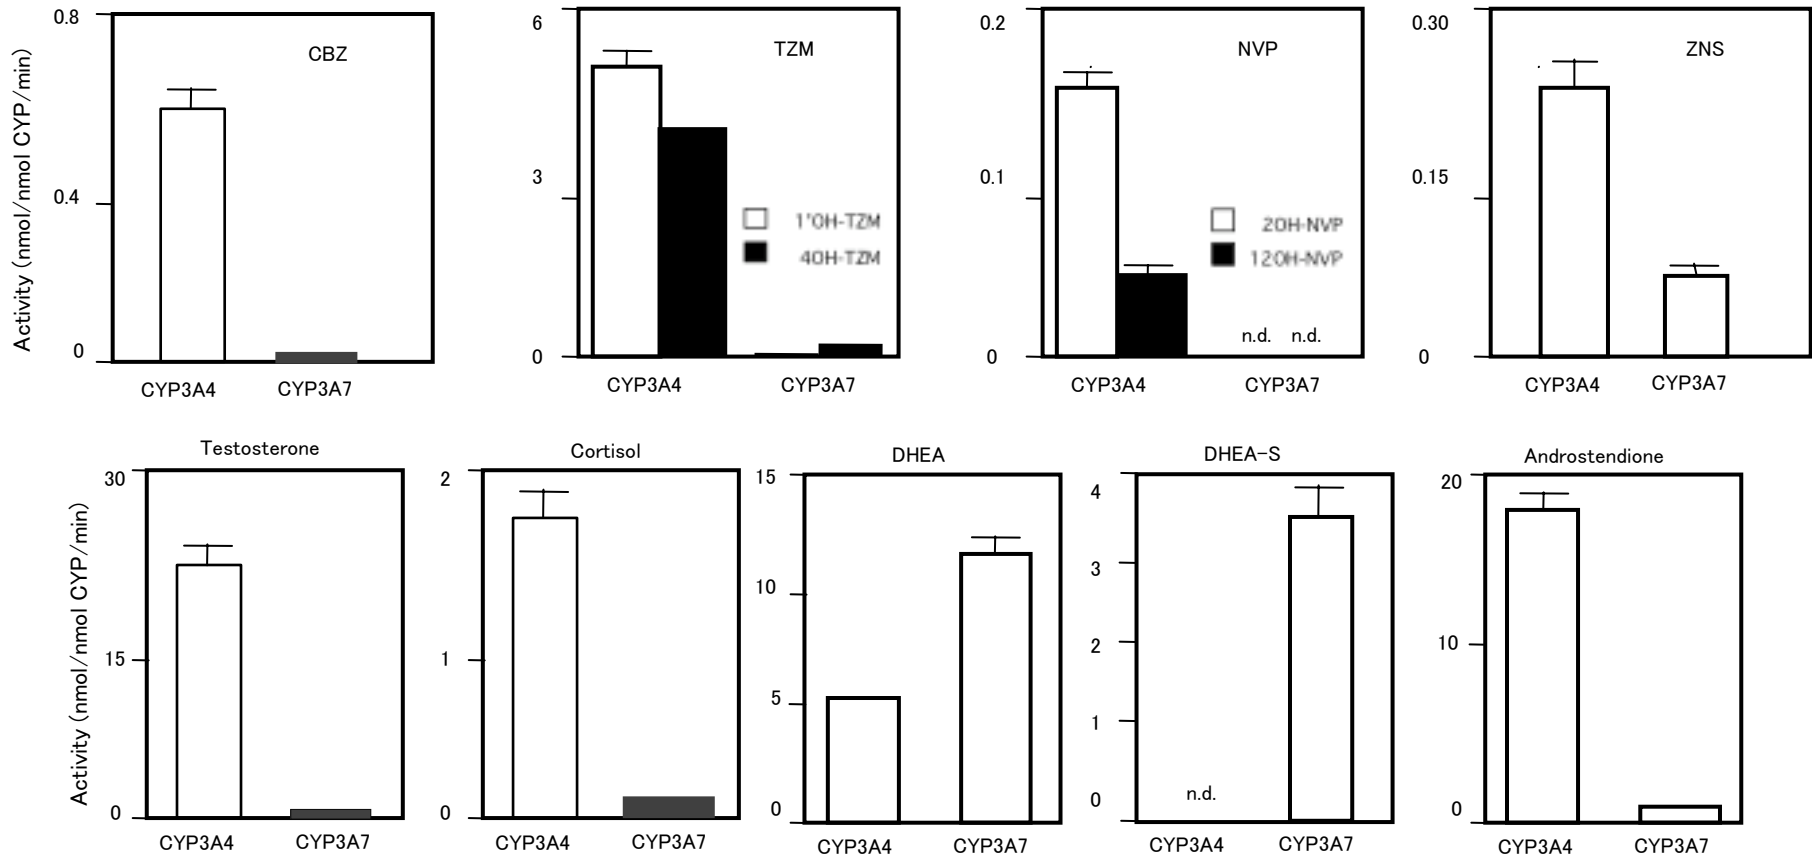 0.8
CBZ
0.4
0
CYP3A4 CYP3A7
Activity (nmol/nmol CYP/min)
6
TZM
3
1'OH-TZM
4OH-TZM
0
CYP3A4 CYP3A7
0.2
NVP
0.1
2OH-NVP
12OH-NVP
n.d. n.d.
0
CYP3A4 CYP3A7
0.30
ZNS
0.15
0
CYP3A4 CYP3A7
Testosterone
30
15
0
CYP3A4 CYP3A7
Activity (nmol/nmol CYP/min)
Cortisol
2
1
0
CYP3A4 CYP3A7
DHEA
15
10
5
0
CYP3A4 CYP3A7
DHEA-S
4
3
2
1
n.d.
0
CYP3A4 CYP3A7
Androstendione
20
10
0
CYP3A4 CYP3A7